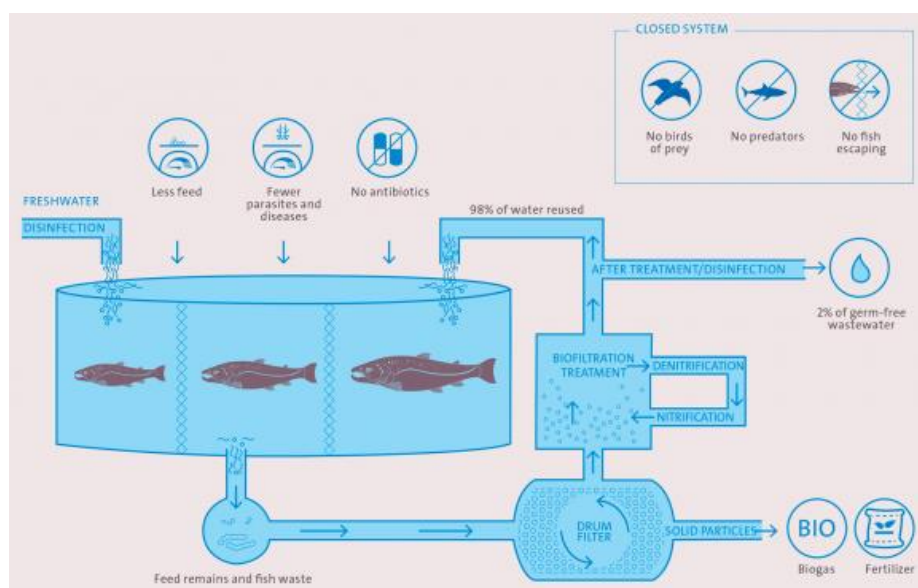 CLOSED SYSTEM
No birds
of prey
No predators
No fish
escaping
Less feed
Fewer
parasites and
diseases
No antibiotics
FRESHWATER
DISINFECTION
98% of water reused
AFTER TREATMENT/DISINFECTION
2% of germ-free
wastewater
BIOFILTRATION
TREATMENT
DENITRIFICATION
NITRIFICATION
DRUM
FILTER
SOLID PARTICLES
BIO
Biogas
Fertilizer
Feed remains and fish waste